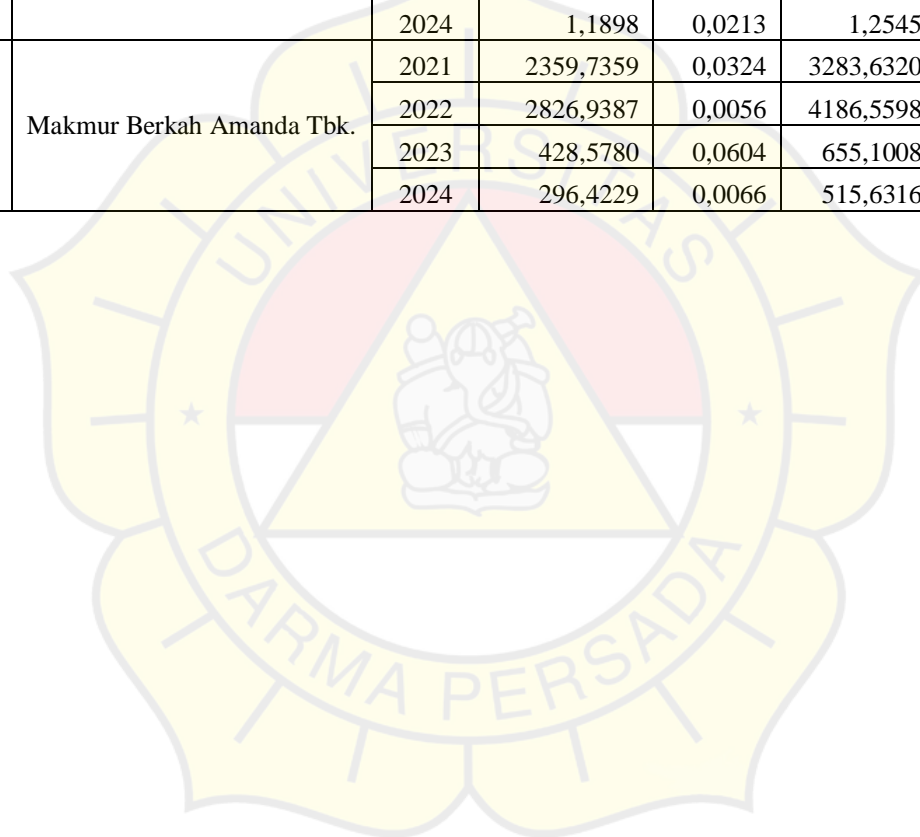 2024 1,1898 0,0213 1,2545
Makmur Berkah Amanda Tbk.
2021 2359,7359 0,0324 3283,6320
2022 2826,9387 0,0056 4186,5598
2023 428,5780 0,0604 655,1008
2024 296,4229 0,0066 515,6316
UNIVERSITAS
DARMA PERSADA